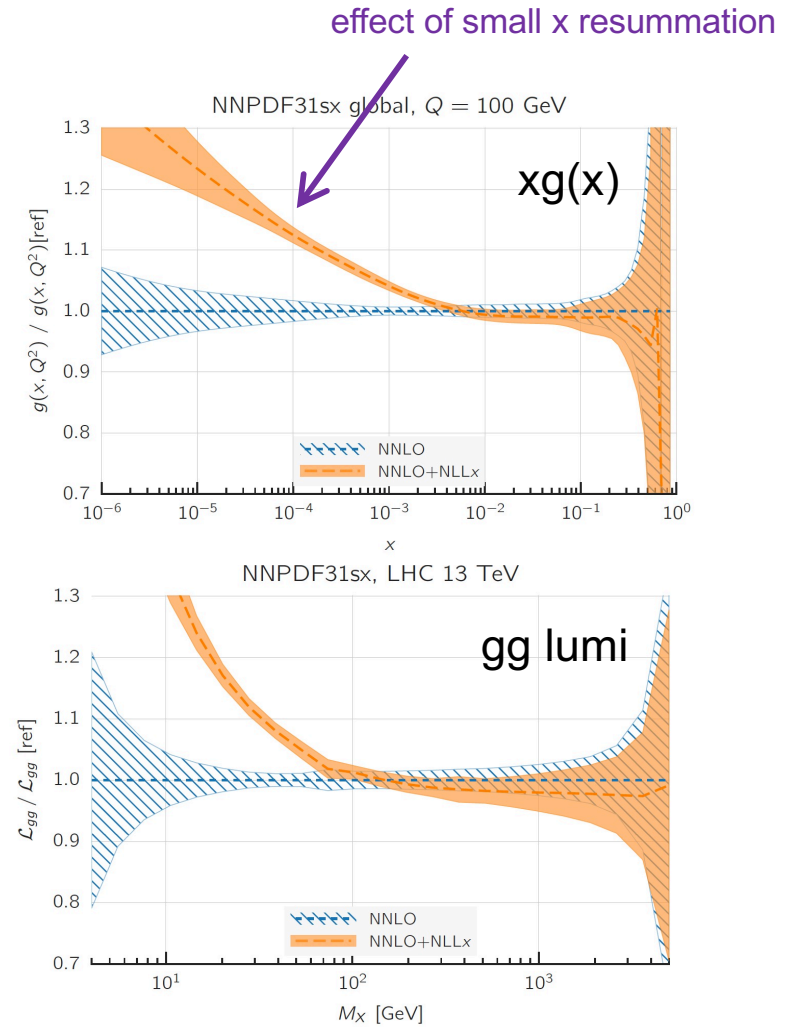 effect of small x resummation
NNPDF31sx global, Q = 100 GeV
xg(x)
g(x, Q²) / g(x, Q²)[ref]
1.3
1.2
1.1
1.0
0.9
0.8
0.7
NNLO
NNLO+NLLx
10⁻⁶ 10⁻⁵ 10⁻⁴ 10⁻³ 10⁻² 10⁻¹ 10⁰
x
NNPDF31sx, LHC 13 TeV
gg lumi
ℒgg / ℒgg [ref]
1.3
1.2
1.1
1.0
0.9
0.8
0.7
NNLO
NNLO+NLLx
10¹ 10² 10³
M_X [GeV]